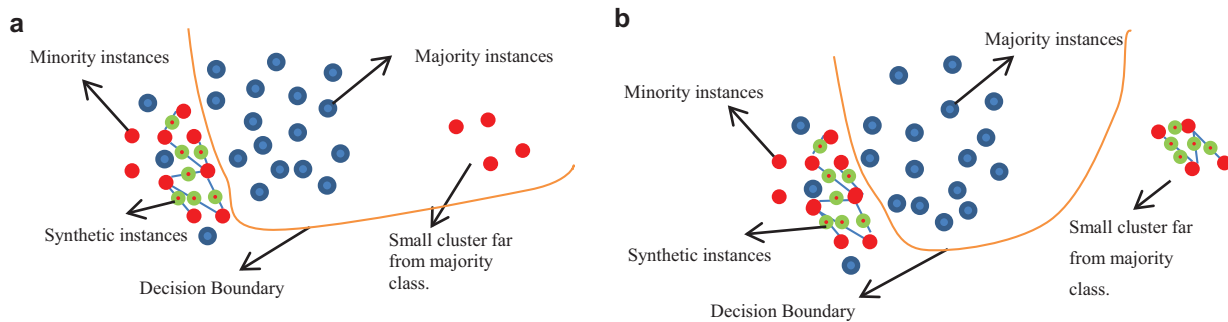 a
Minority instances
Majority instances
Synthetic instances
Decision Boundary
Small cluster far
from majority
class.
b
Majority instances
Minority instances
Synthetic instances
Decision Boundary
Small cluster far
from majority
class.